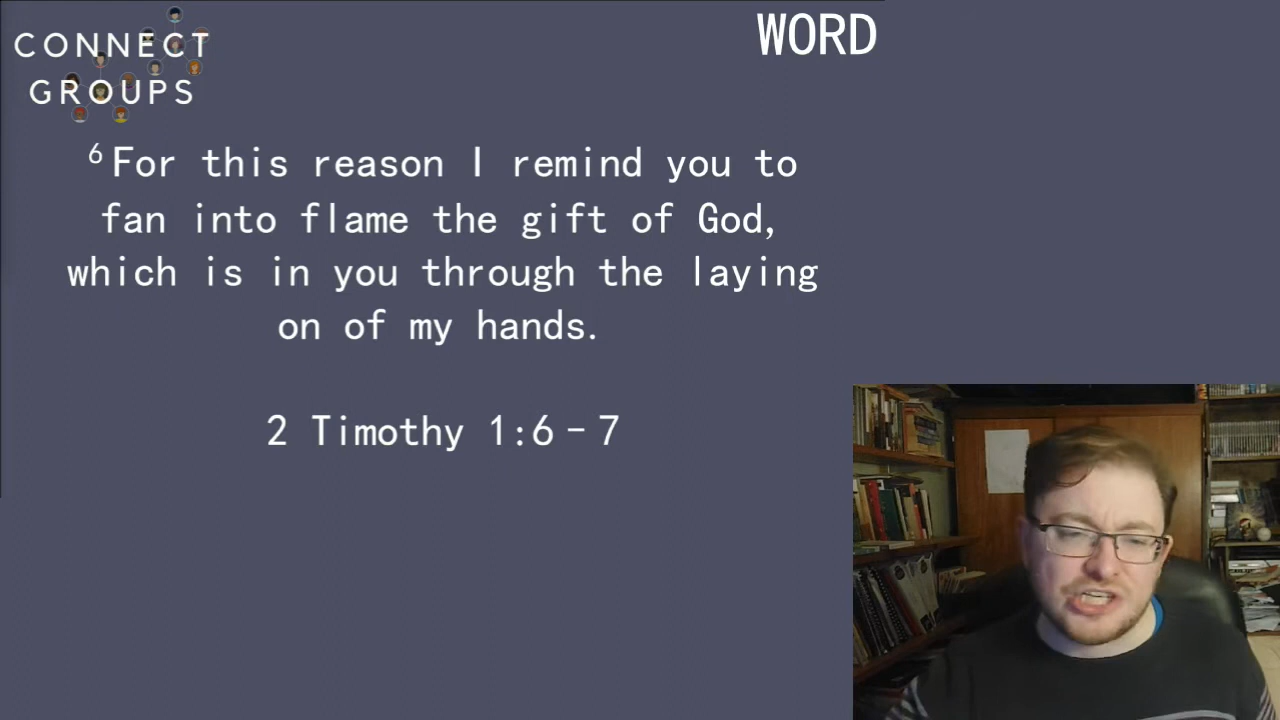 CONNECT
GROUPS
WORD
⁶For this reason I remind you to
fan into flame the gift of God,
which is in you through the laying
on of my hands.
2 Timothy 1:6-7